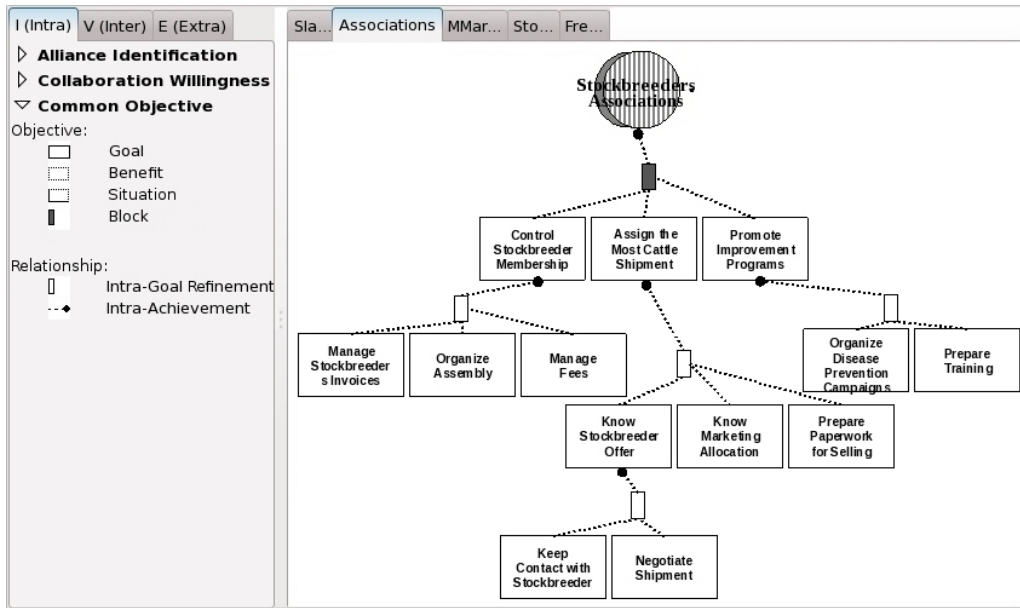 I (Intra) V (Inter) E (Extra)
Sla... Associations MMar... Sto... Fre...
Alliance Identification
Collaboration Willingness
Common Objective
Objective:
Goal
Benefit
Situation
Block
Relationship:
Intra-Goal Refinement
Intra-Achievement
Stockbreeders
Associations
Control
Stockbreeder
Membership
Assign the
Most Cattle
Shipment
Promote
Improvement
Programs
Manage
Stockbreeder
s Invoices
Organize
Assembly
Manage
Fees
Organize
Disease
Prevention
Campaigns
Prepare
Training
Know
Stockbreeder
Offer
Know
Marketing
Allocation
Prepare
Paperwork
for Selling
Keep
Contact with
Stockbreeder
Negotiate
Shipment